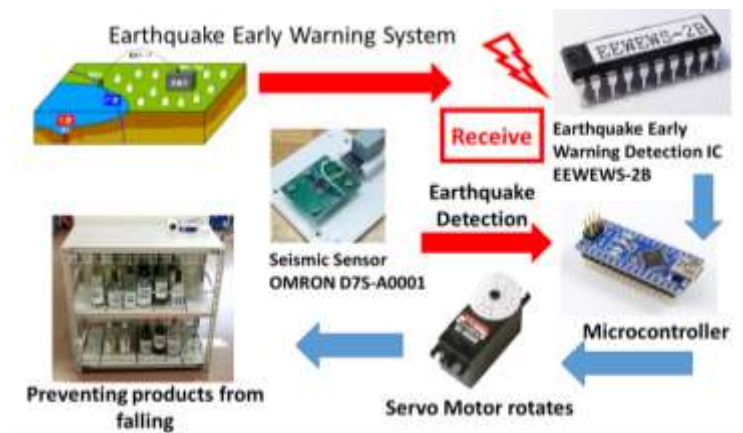 Earthquake Early Warning System
EEWEWS-2B
Receive
Earthquake Early
Warning Detection IC
EEWEWS-2B
Earthquake
Detection
Seismic Sensor
OMRON D7S-A0001
Microcontroller
Preventing products from
falling
Servo Motor rotates